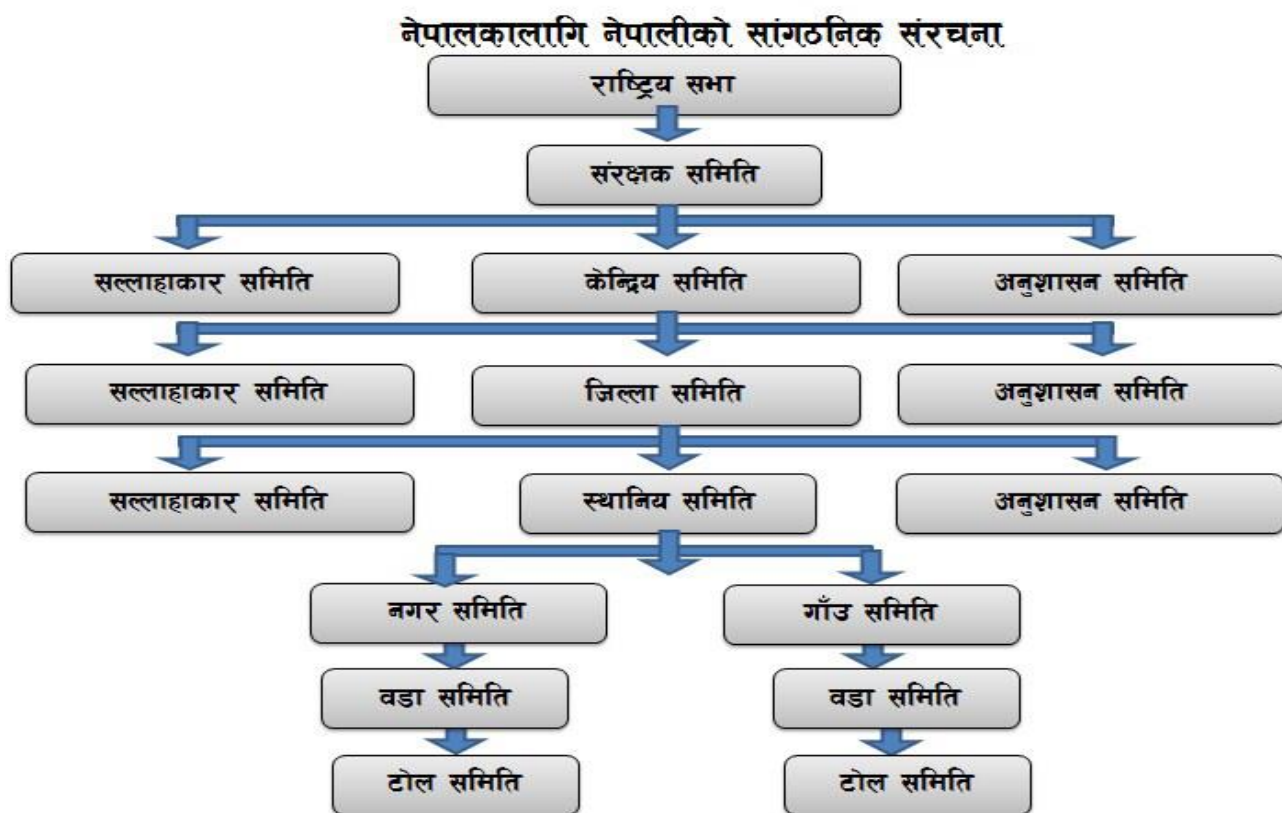 नेपालकालागि नेपालीको सांगठनिक संरचना
राष्ट्रिय सभा
संरक्षक समिति
सल्लाहाकार समिति
केन्द्रिय समिति
अनुशासन समिति
सल्लाहाकार समिति
जिल्ला समिति
अनुशासन समिति
सल्लाहाकार समिति
स्थानिय समिति
अनुशासन समिति
नगर समिति
गाँउ समिति
वडा समिति
वडा समिति
टोल समिति
टोल समिति